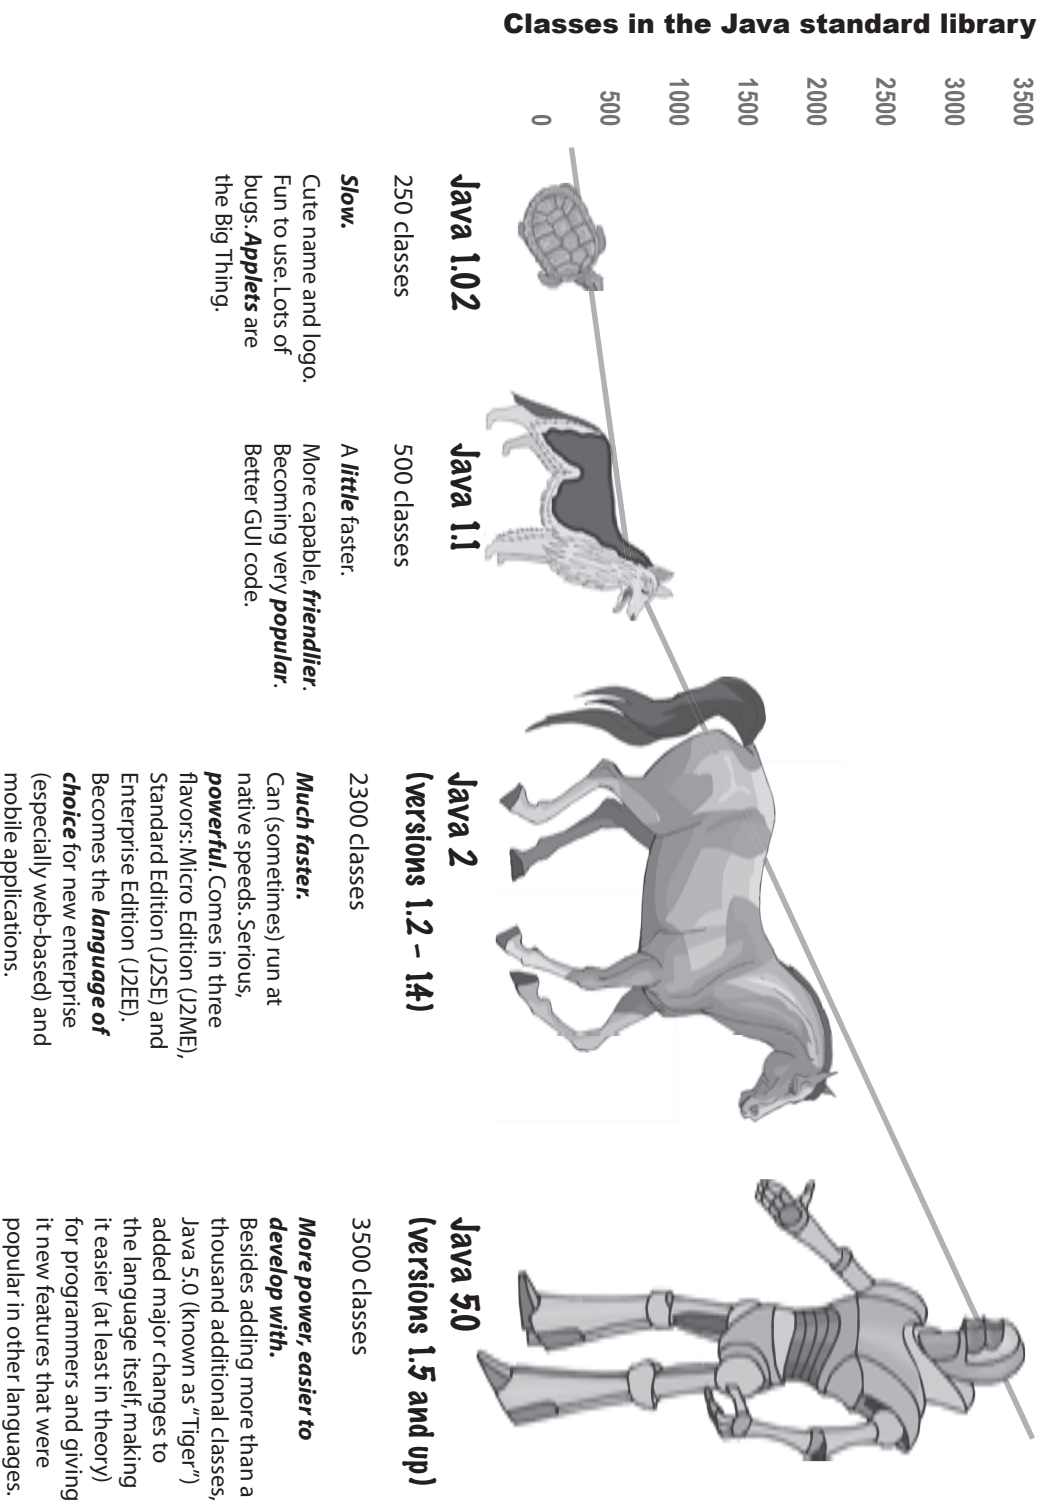 Classes in the Java standard library
3500
3000
2500
2000
1500
1000
500
0
Java 1.02
250 classes
Slow.
Cute name and logo.
Fun to use. Lots of
bugs. Applets are
the Big Thing.
Java 1.1
500 classes
A little faster.
More capable, friendlier.
Becoming very popular.
Better GUI code.
Java 2
(versions 1.2 – 1.4)
2300 classes
Much faster.
Can (sometimes) run at
native speeds. Serious,
powerful. Comes in three
flavors: Micro Edition (J2ME),
Standard Edition (J2SE) and
Enterprise Edition (J2EE).
Becomes the language of
choice for new enterprise
(especially web-based) and
mobile applications.
Java 5.0
(versions 1.5 and up)
3500 classes
More power, easier to
develop with.
Besides adding more than a
thousand additional classes,
Java 5.0 (known as “Tiger”)
added major changes to
the language itself, making
it easier (at least in theory)
for programmers and giving
it new features that were
popular in other languages.